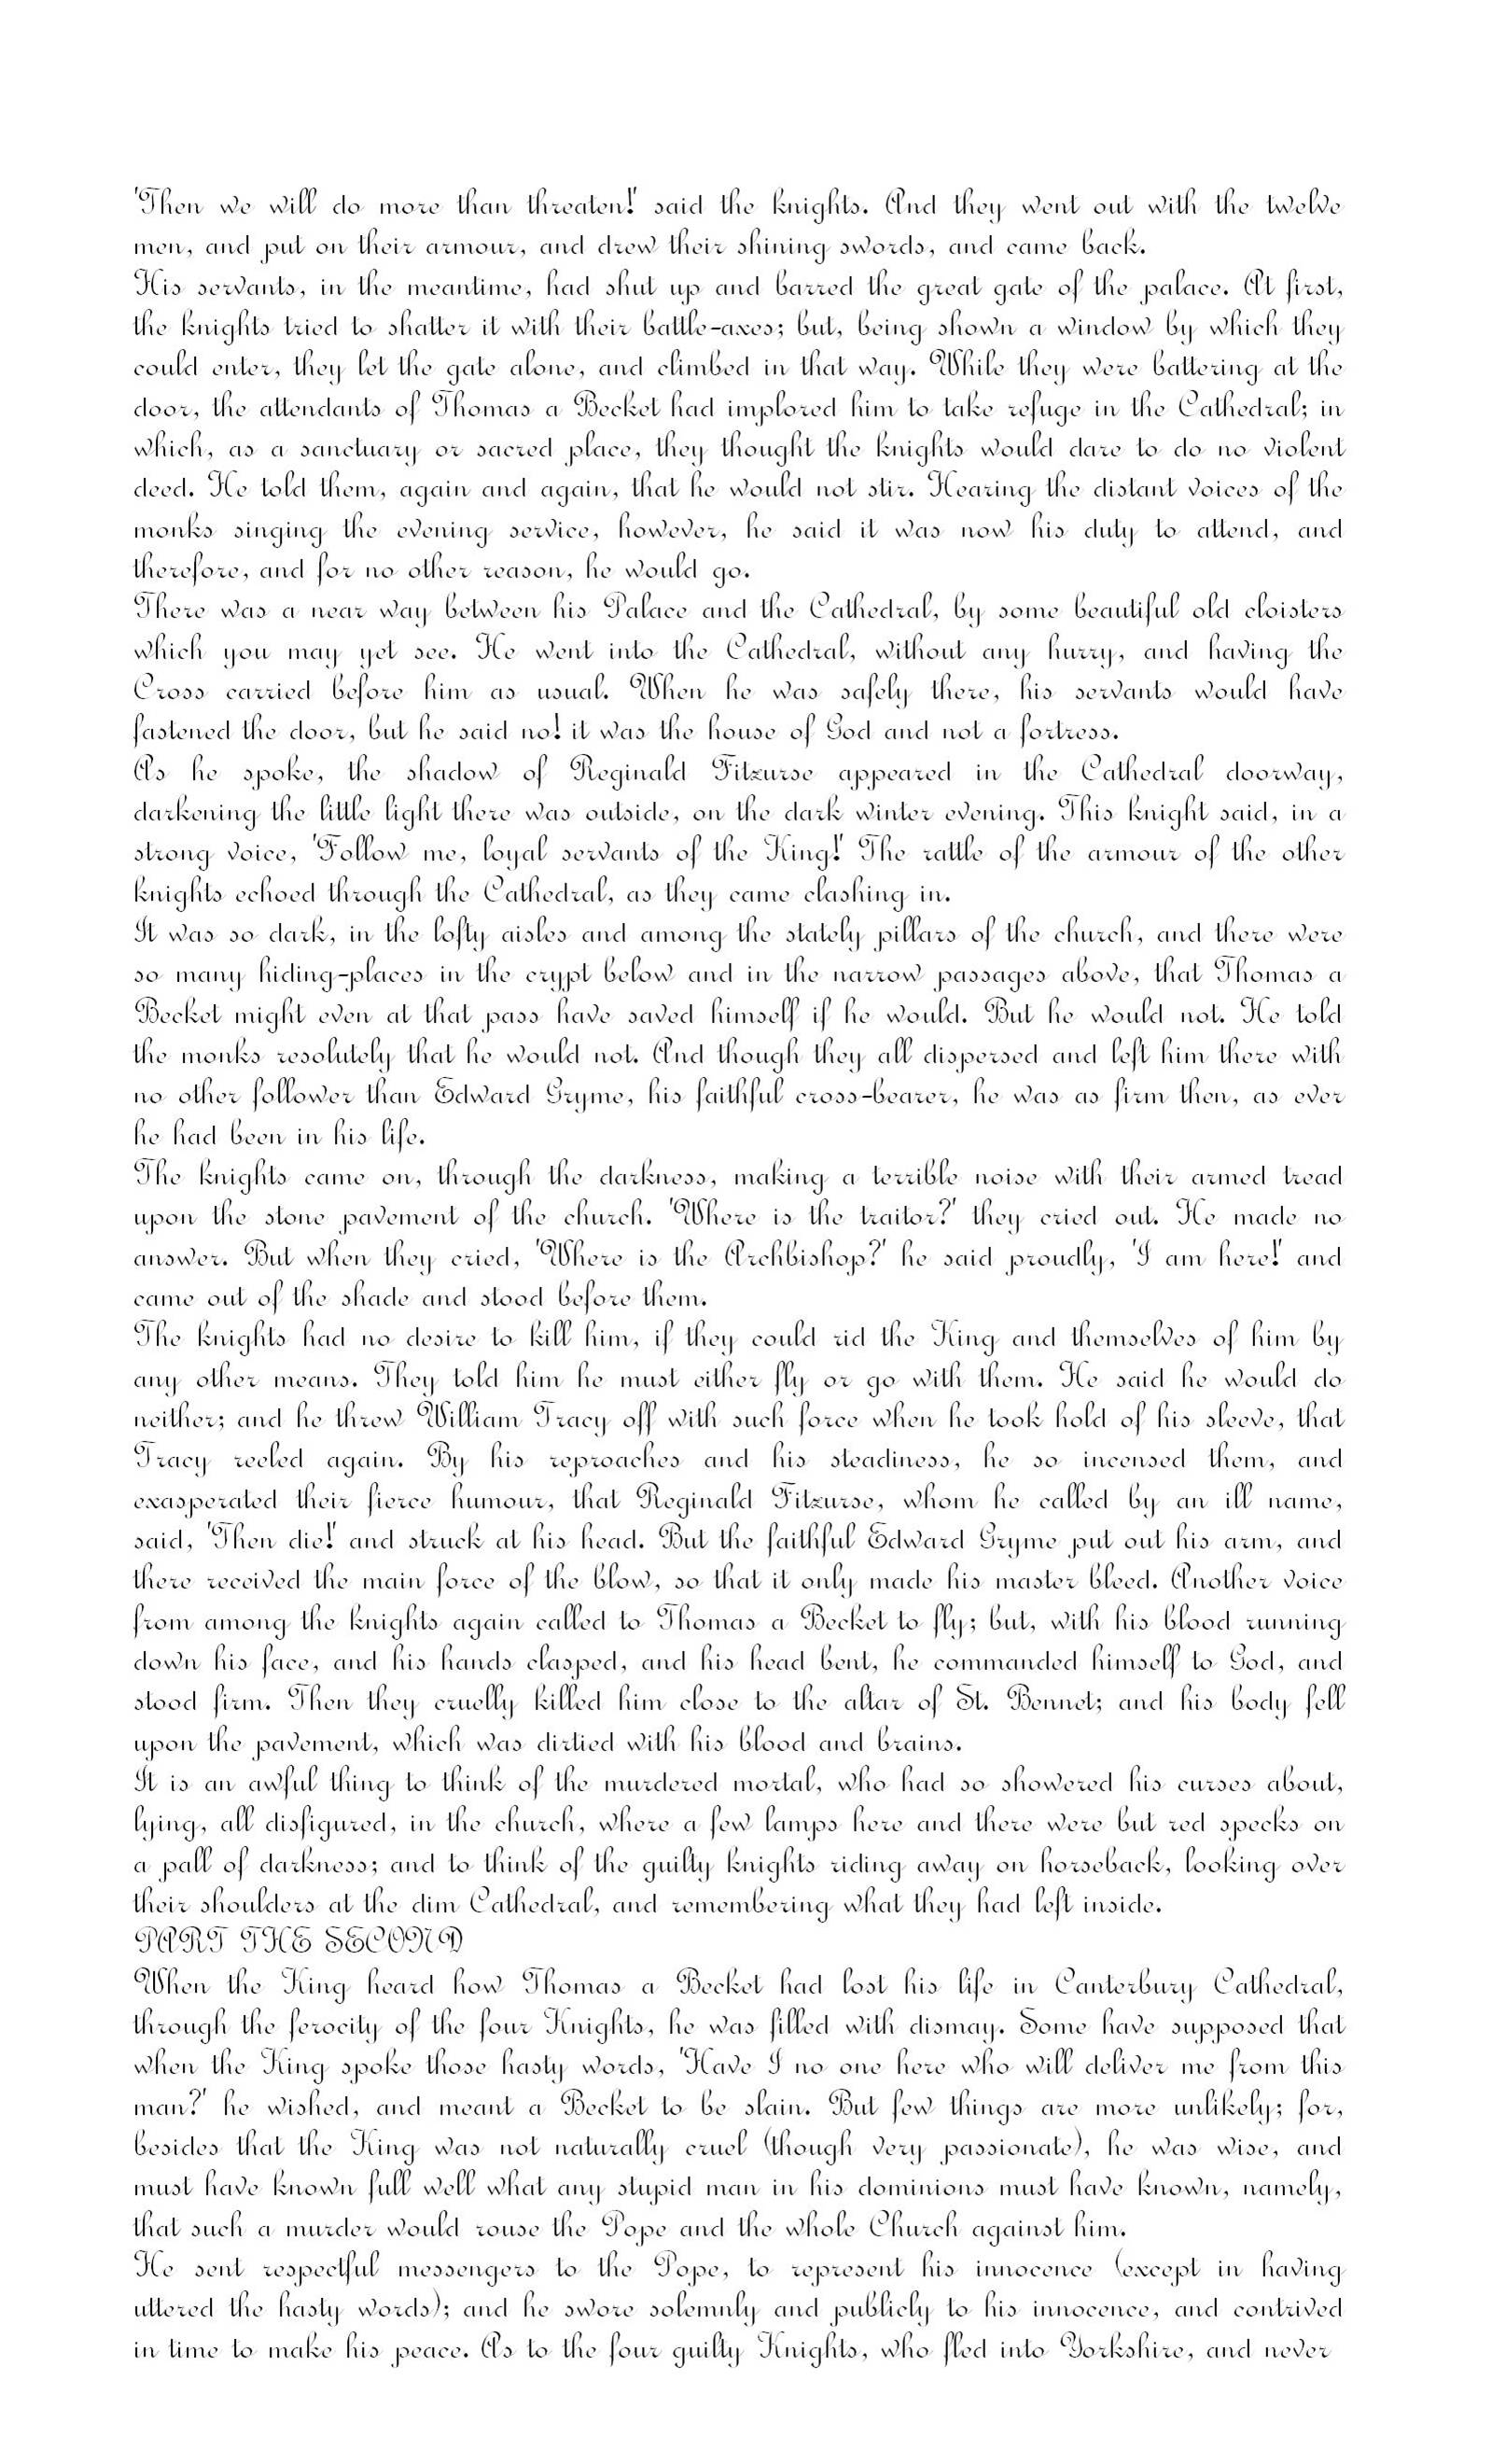 'Then we will do more than threaten!' said the knights. And they went out with the twelve
men, and put on their armour, and drew their shining swords, and came back.
His servants, in the meantime, had shut up and barred the great gate of the palace. At first,
the knights tried to shatter it with their battle-axes; but, being shown a window by which they
could enter, they let the gate alone, and climbed in that way. While they were battering at the
door, the attendants of Thomas a Becket had implored him to take refuge in the Cathedral; in
which, as a sanctuary or sacred place, they thought the knights would dare to do no violent
deed. He told them, again and again, that he would not stir. Hearing the distant voices of the
monks singing the evening service, however, he said it was now his duty to attend, and
therefore, and for no other reason, he would go.
There was a near way between his Palace and the Cathedral, by some beautiful old cloisters
which you may yet see. He went into the Cathedral, without any hurry, and having the
Cross carried before him as usual. When he was safely there, his servants would have
fastened the door, but he said no! it was the house of God and not a fortress.
As he spoke, the shadow of Reginald Fitzurse appeared in the Cathedral doorway,
darkening the little light there was outside, on the dark winter evening. This knight said, in a
strong voice, 'Follow me, loyal servants of the King!' The rattle of the armour of the other
knights echoed through the Cathedral, as they came clashing in.
It was so dark, in the lofty aisles and among the stately pillars of the church, and there were
so many hiding-places in the crypt below and in the narrow passages above, that Thomas a
Becket might even at that pass have saved himself if he would. But he would not. He told
the monks resolutely that he would not. And though they all dispersed and left him there with
no other follower than Edward Gryme, his faithful cross-bearer, he was as firm then, as ever
he had been in his life.
The knights came on, through the darkness, making a terrible noise with their armed tread
upon the stone pavement of the church. 'Where is the traitor?' they cried out. He made no
answer. But when they cried, 'Where is the Archbishop?' he said proudly, 'I am here!' and
came out of the shade and stood before them.
The knights had no desire to kill him, if they could rid the King and themselves of him by
any other means. They told him he must either fly or go with them. He said he would do
neither; and he threw William Tracy off with such force when he took hold of his sleeve, that
Tracy reeled again. By his reproaches and his steadiness, he so incensed them, and
exasperated their fierce humour, that Reginald Fitzurse, whom he called by an ill name,
said, 'Then die!' and struck at his head. But the faithful Edward Gryme put out his arm, and
there received the main force of the blow, so that it only made his master bleed. Another voice
from among the knights again called to Thomas a Becket to fly; but, with his blood running
down his face, and his hands clasped, and his head bent, he commanded himself to God, and
stood firm. Then they cruelly killed him close to the altar of St. Bennet; and his body fell
upon the pavement, which was dirtied with his blood and brains.
It is an awful thing to think of the murdered mortal, who had so showered his curses about,
lying, all disfigured, in the church, where a few lamps here and there were but red specks on
a pall of darkness; and to think of the guilty knights riding away on horseback, looking over
their shoulders at the dim Cathedral, and remembering what they had left inside.
PART THE SECOND
When the King heard how Thomas a Becket had lost his life in Canterbury Cathedral,
through the ferocity of the four Knights, he was filled with dismay. Some have supposed that
when the King spoke those hasty words, 'Have I no one here who will deliver me from this
man?' he wished, and meant a Becket to be slain. But few things are more unlikely; for,
besides that the King was not naturally cruel (though very passionate), he was wise, and
must have known full well what any stupid man in his dominions must have known, namely,
that such a murder would rouse the Pope and the whole Church against him.
He sent respectful messengers to the Pope, to represent his innocence (except in having
uttered the hasty words); and he swore solemnly and publicly to his innocence, and contrived
in time to make his peace. As to the four guilty Knights, who fled into Yorkshire, and never